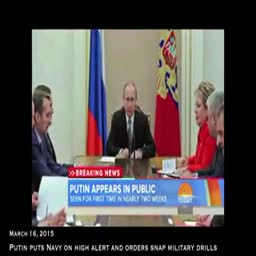 BREAKING NEWS
PUTIN APPEARS IN PUBLIC
SEEN FOR FIRST TIME IN NEARLY TWO WEEKS
TODAY
March 16, 2015
Putin puts Navy on high alert and orders snap military drills